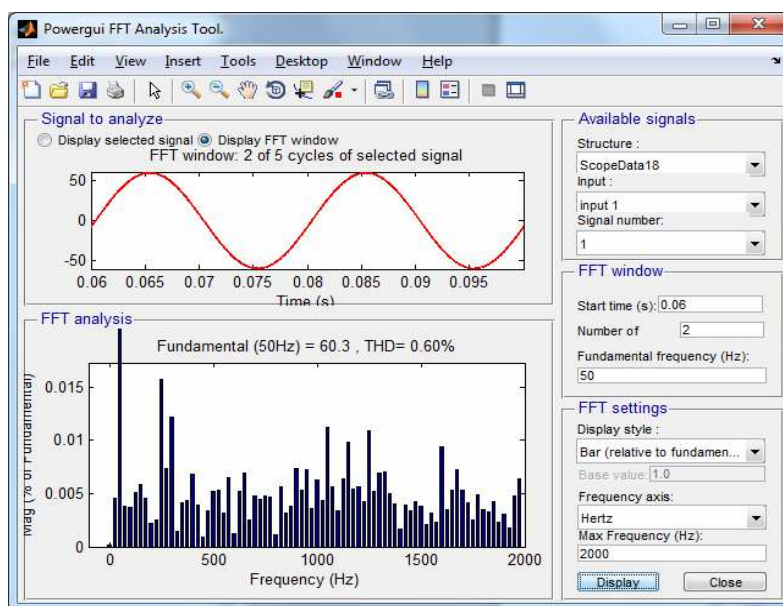 Powergui FFT Analysis Tool.
File Edit View Insert Tools Desktop Window Help
Signal to analyze
Display selected signal Display FFT window
FFT window: 2 of 5 cycles of selected signal
50
0
-50
0.06 0.065 0.07 0.075 0.08 0.085 0.09 0.095
Time (s)
FFT analysis
Fundamental (50Hz) = 60.3 , THD= 0.60%
Mag (% of Fundamental)
0.015
0.01
0.005
0
0 500 1000 1500 2000
Frequency (Hz)
Available signals
Structure :
ScopeData18
Input :
input 1
Signal number:
1
FFT window
Start time (s): 0.06
Number of 2
Fundamental frequency (Hz):
50
FFT settings
Display style :
Bar (relative to fundamen...
Base value: 1.0
Frequency axis:
Hertz
Max Frequency (Hz):
2000
Display Close